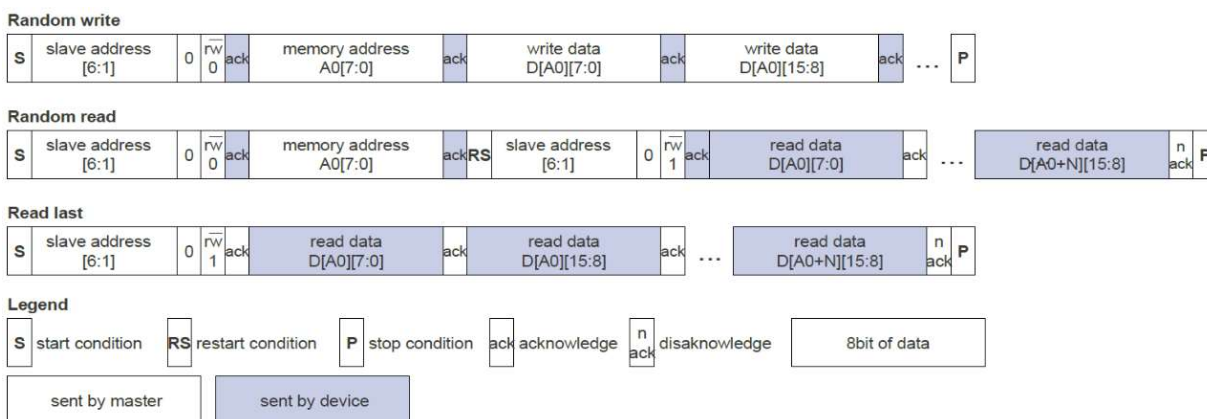 Random write
S slave address [6:1] 0 rw 0 ack memory address A0[7:0] ack write data D[A0][7:0] ack write data D[A0][15:8] ack ... P
Random read
S slave address [6:1] 0 rw 0 ack memory address A0[7:0] ack RS slave address [6:1] 0 rw 1 ack read data D[A0][7:0] ack ... read data D[A0+N][15:8] n ack P
Read last
S slave address [6:1] 0 rw 1 ack read data D[A0][7:0] ack read data D[A0][15:8] ack ... read data D[A0+N][15:8] n ack P
Legend
S start condition RS restart condition P stop condition ack acknowledge n ack disaknowledge 8bit of data
sent by master sent by device